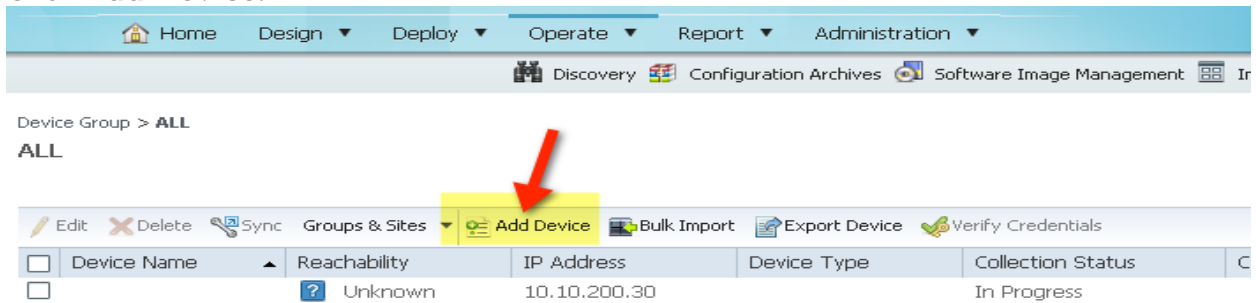 Home Design Deploy Operate Report Administration
Discovery Configuration Archives Software Image Management
Device Group > ALL
ALL
Edit Delete Sync Groups & Sites Add Device Bulk Import Export Device Verify Credentials
Device Name Reachability IP Address Device Type Collection Status C
? Unknown 10.10.200.30 In Progress